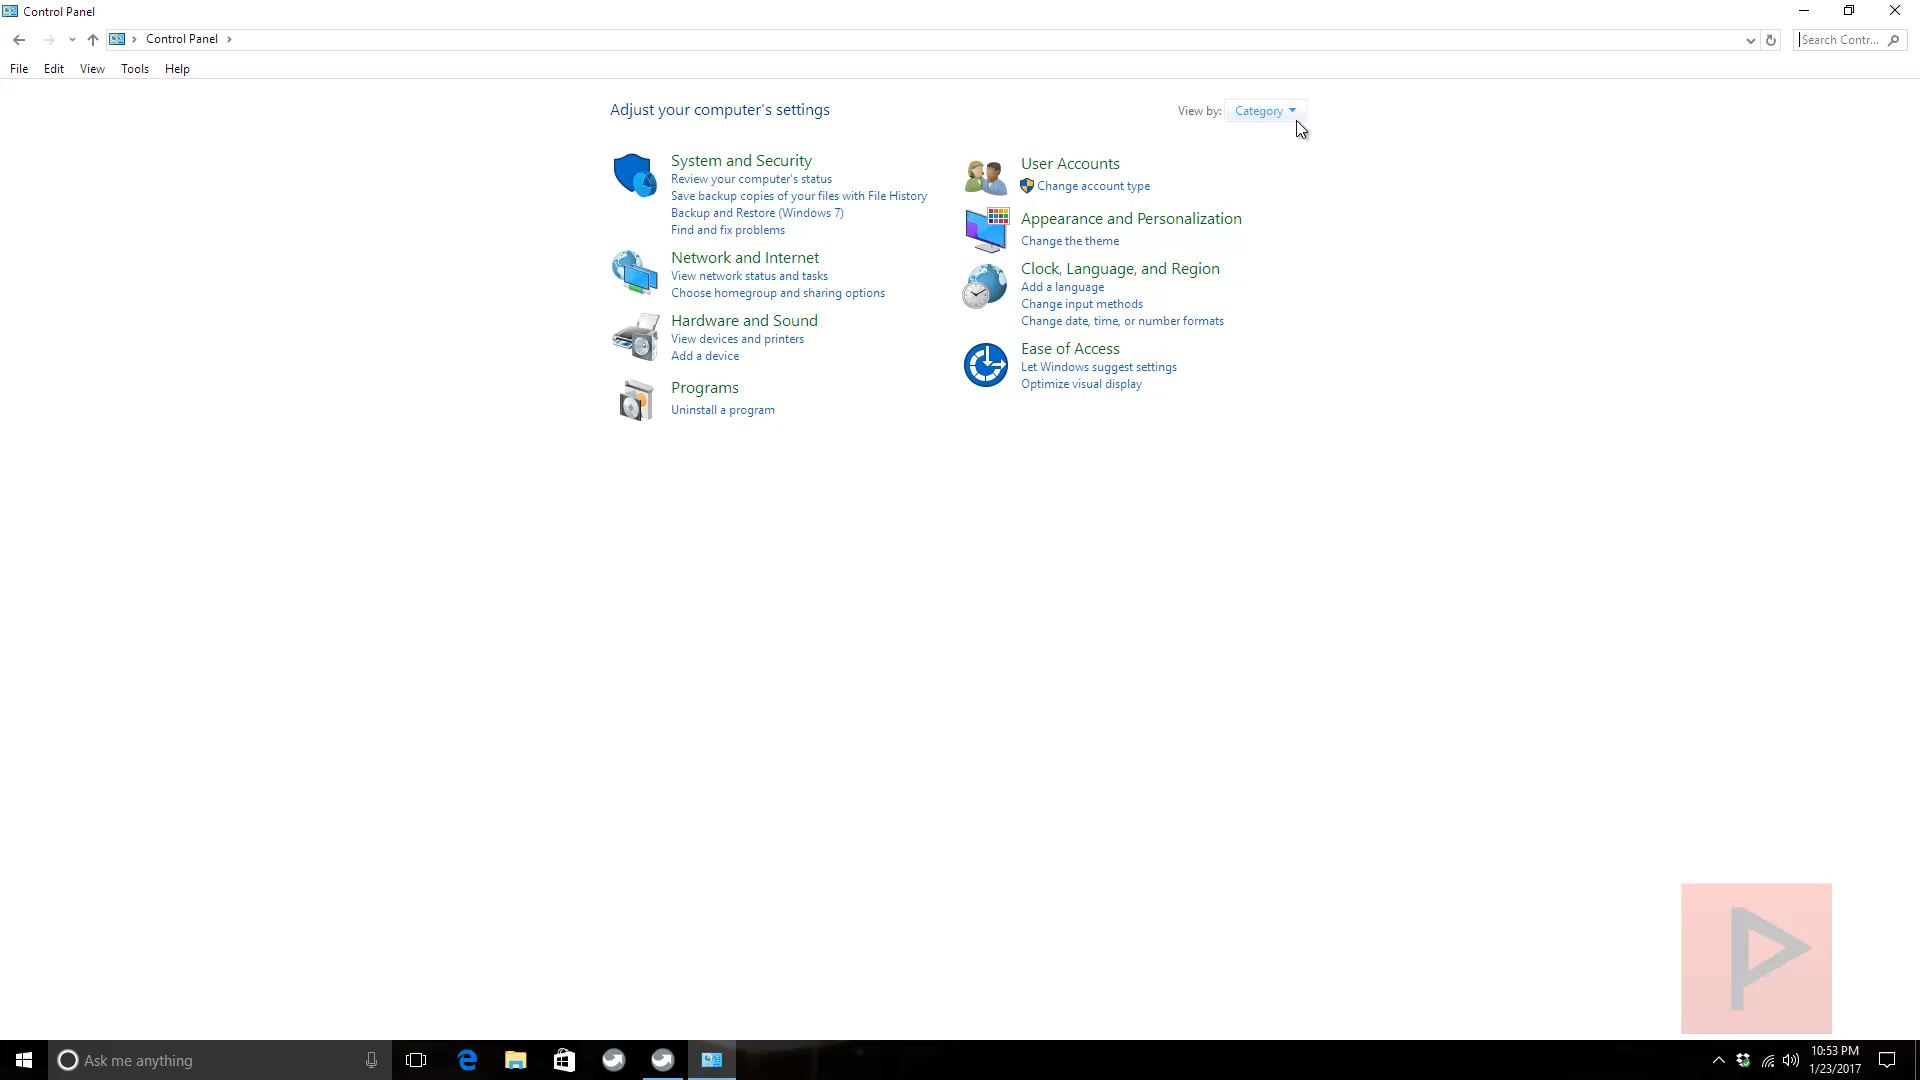 Control Panel
Control Panel
Search Contr...
File Edit View Tools Help
Adjust your computer's settings
View by: Category
System and Security
Review your computer's status
Save backup copies of your files with File History
Backup and Restore (Windows 7)
Find and fix problems
Network and Internet
View network status and tasks
Choose homegroup and sharing options
Hardware and Sound
View devices and printers
Add a device
Programs
Uninstall a program
User Accounts
Change account type
Appearance and Personalization
Change the theme
Clock, Language, and Region
Add a language
Change input methods
Change date, time, or number formats
Ease of Access
Let Windows suggest settings
Optimize visual display
P
Ask me anything
10:53 PM
1/23/2017